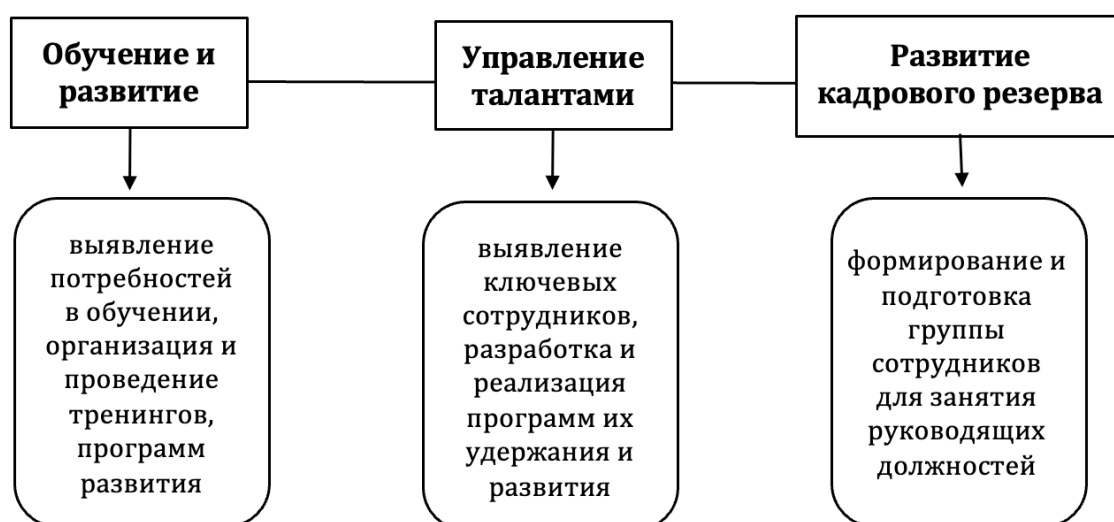 Обучение и
развитие
Управление
талантами
Развитие
кадрового резерва
выявление
потребностей
в обучении,
организация и
проведение
тренингов,
программ
развития
выявление
ключевых
сотрудников,
разработка и
реализация
программ их
удержания и
развития
формирование и
подготовка
группы
сотрудников
для занятия
руководящих
должностей